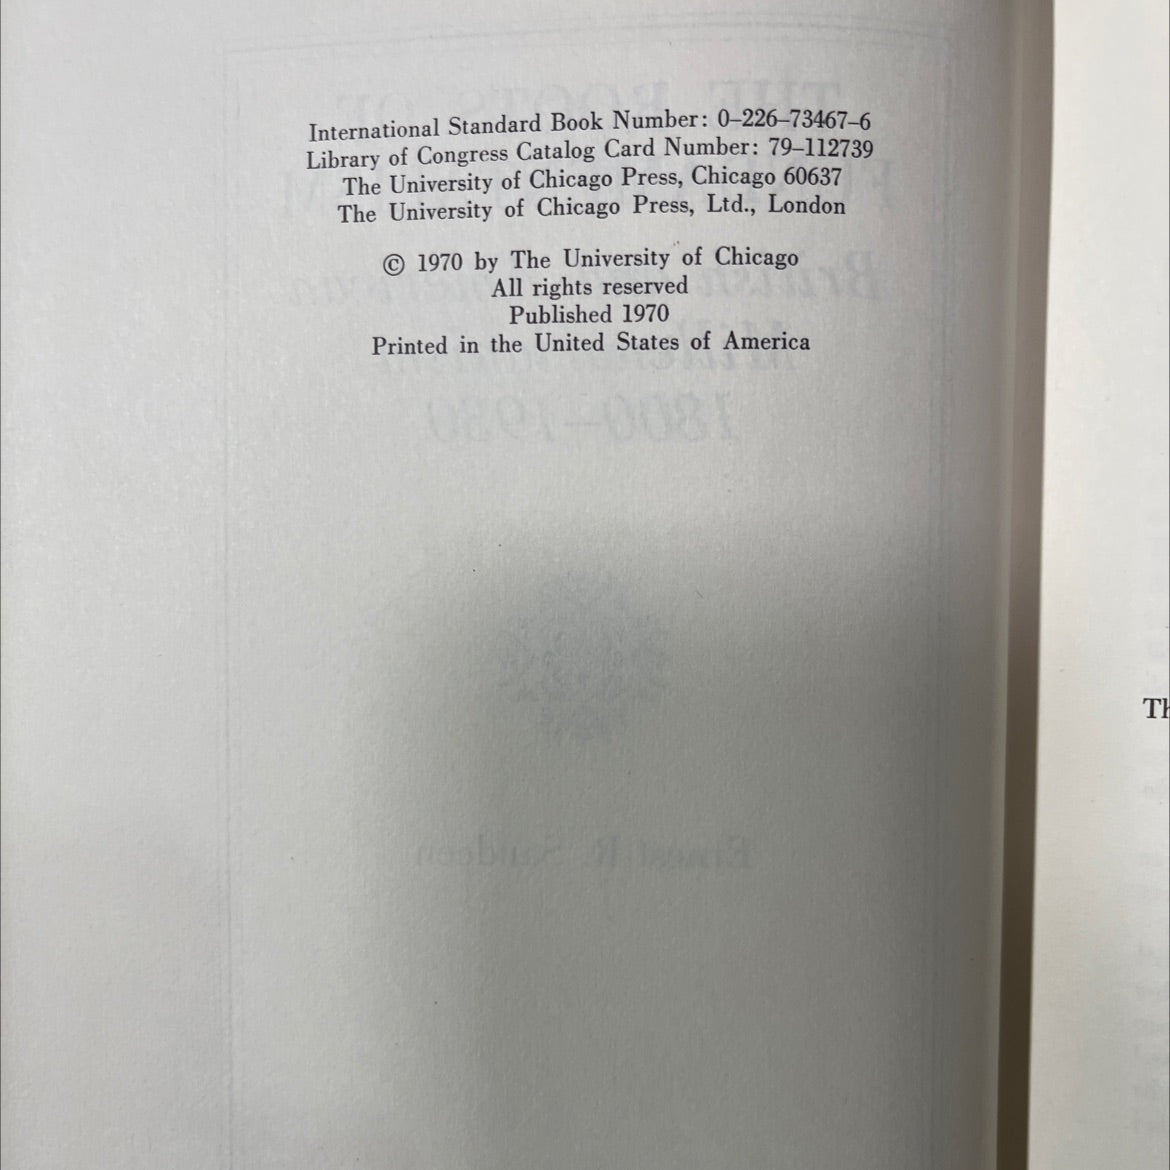 International Standard Book Number: 0–226–73467–6
Library of Congress Catalog Card Number: 79–112739
The University of Chicago Press, Chicago 60637
The University of Chicago Press, Ltd., London
© 1970 by The University of Chicago
All rights reserved
Published 1970
Printed in the United States of America